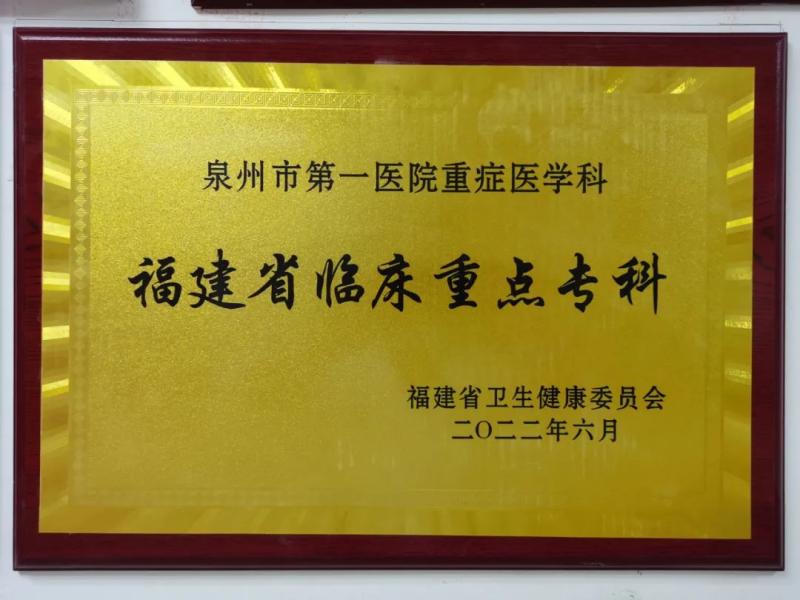 泉州市第一医院重症医学科
福建省临床重点专科
福建省卫生健康委员会
二〇二二年六月